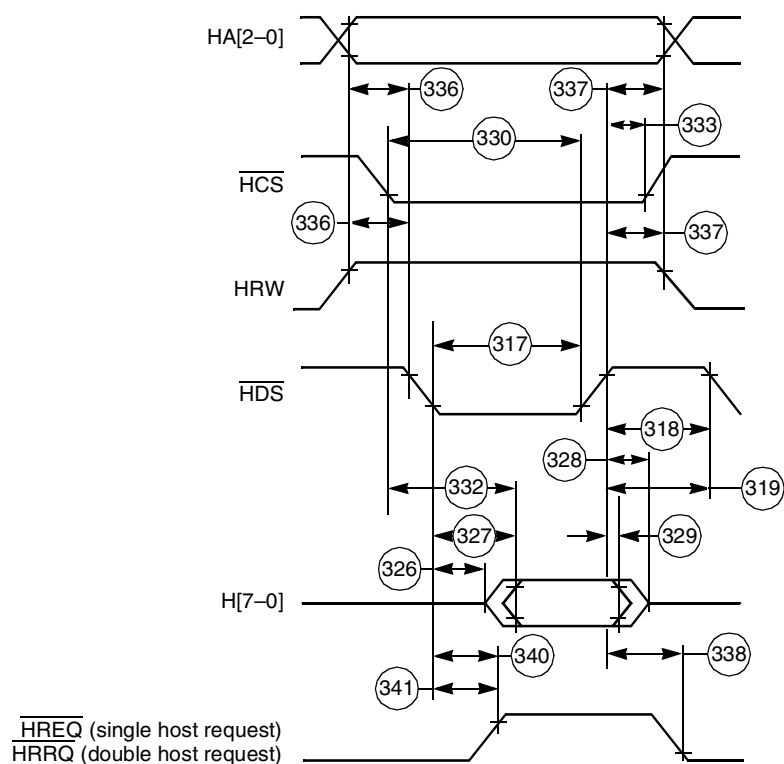 HA[2–0]
336
337
333
330
HCS
336
337
HRW
317
HDS
318
328
332
319
327
329
326
H[7–0]
340
338
341
HREQ (single host request)
HRRQ (double host request)